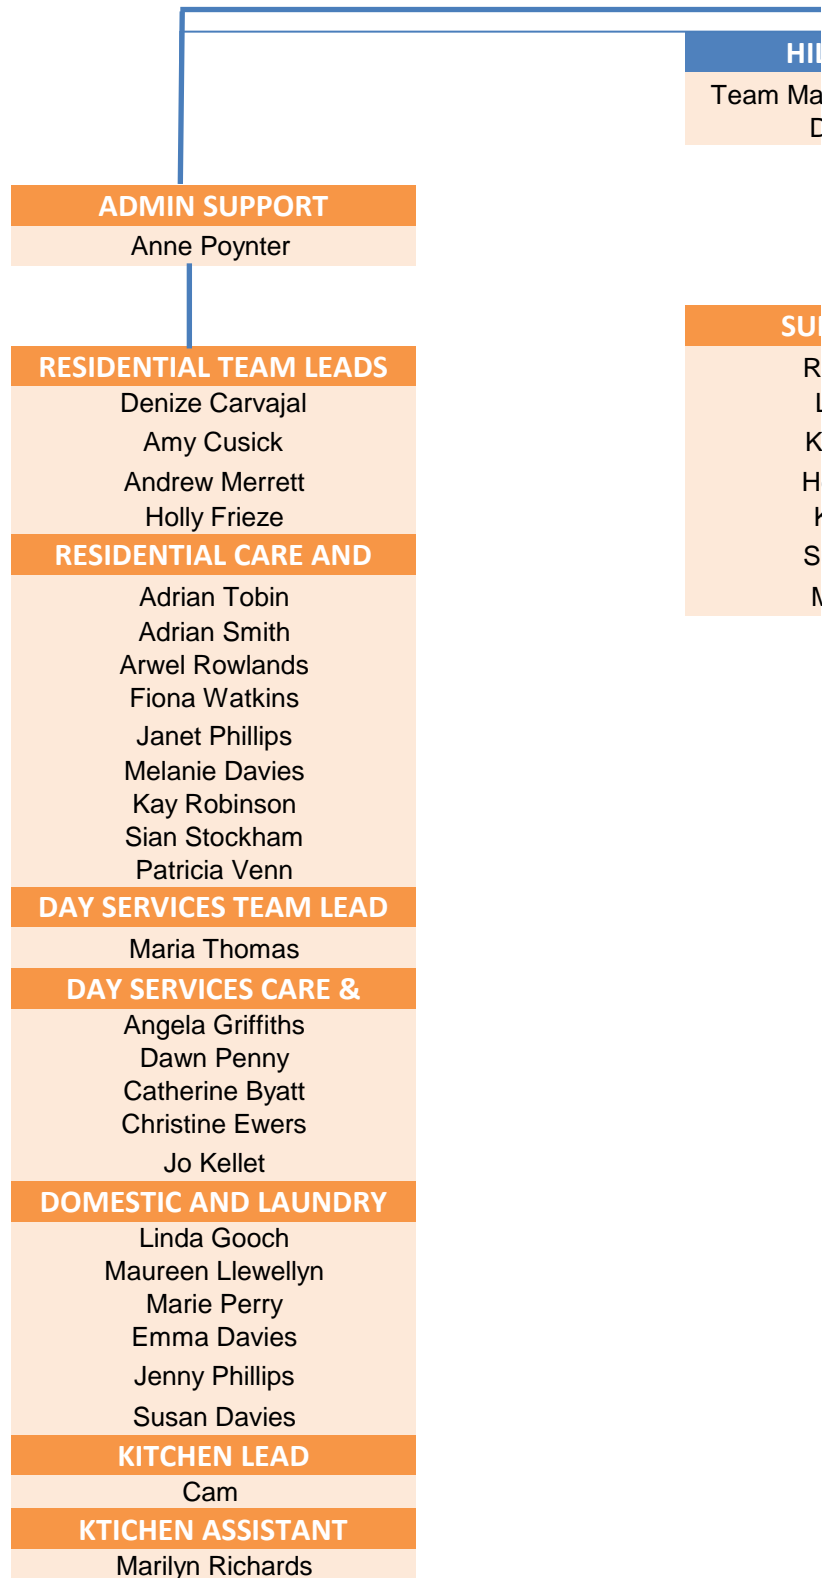 HIL
Team Ma
D
ADMIN SUPPORT
Anne Poynter
RESIDENTIAL TEAM LEADS
Denize Carvajal
Amy Cusick
Andrew Merrett
Holly Frieze
RESIDENTIAL CARE AND
Adrian Tobin
Adrian Smith
Arwel Rowlands
Fiona Watkins
Janet Phillips
Melanie Davies
Kay Robinson
Sian Stockham
Patricia Venn
DAY SERVICES TEAM LEAD
Maria Thomas
DAY SERVICES CARE &
Angela Griffiths
Dawn Penny
Catherine Byatt
Christine Ewers
Jo Kellet
DOMESTIC AND LAUNDRY
Linda Gooch
Maureen Llewellyn
Marie Perry
Emma Davies
Jenny Phillips
Susan Davies
KITCHEN LEAD
Cam
KTICHEN ASSISTANT
Marilyn Richards
SU
R
L
K
H
K
S
M